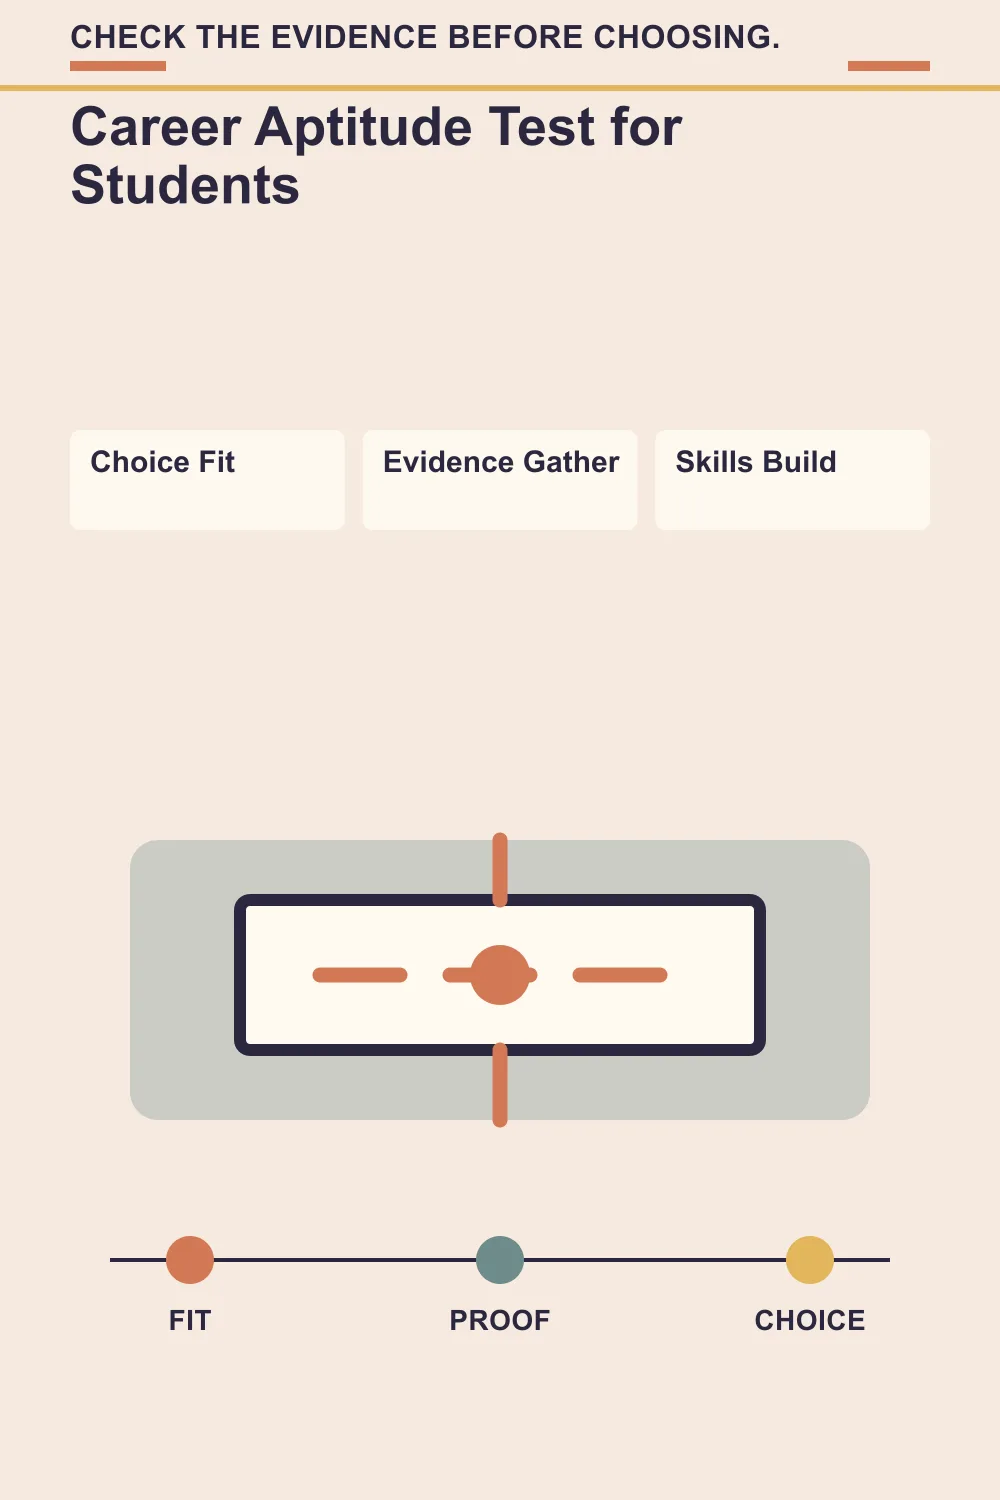 CHECK THE EVIDENCE BEFORE CHOOSING.
Career Aptitude Test for
Students
Choice Fit
Evidence Gather
Skills Build
FIT
PROOF
CHOICE